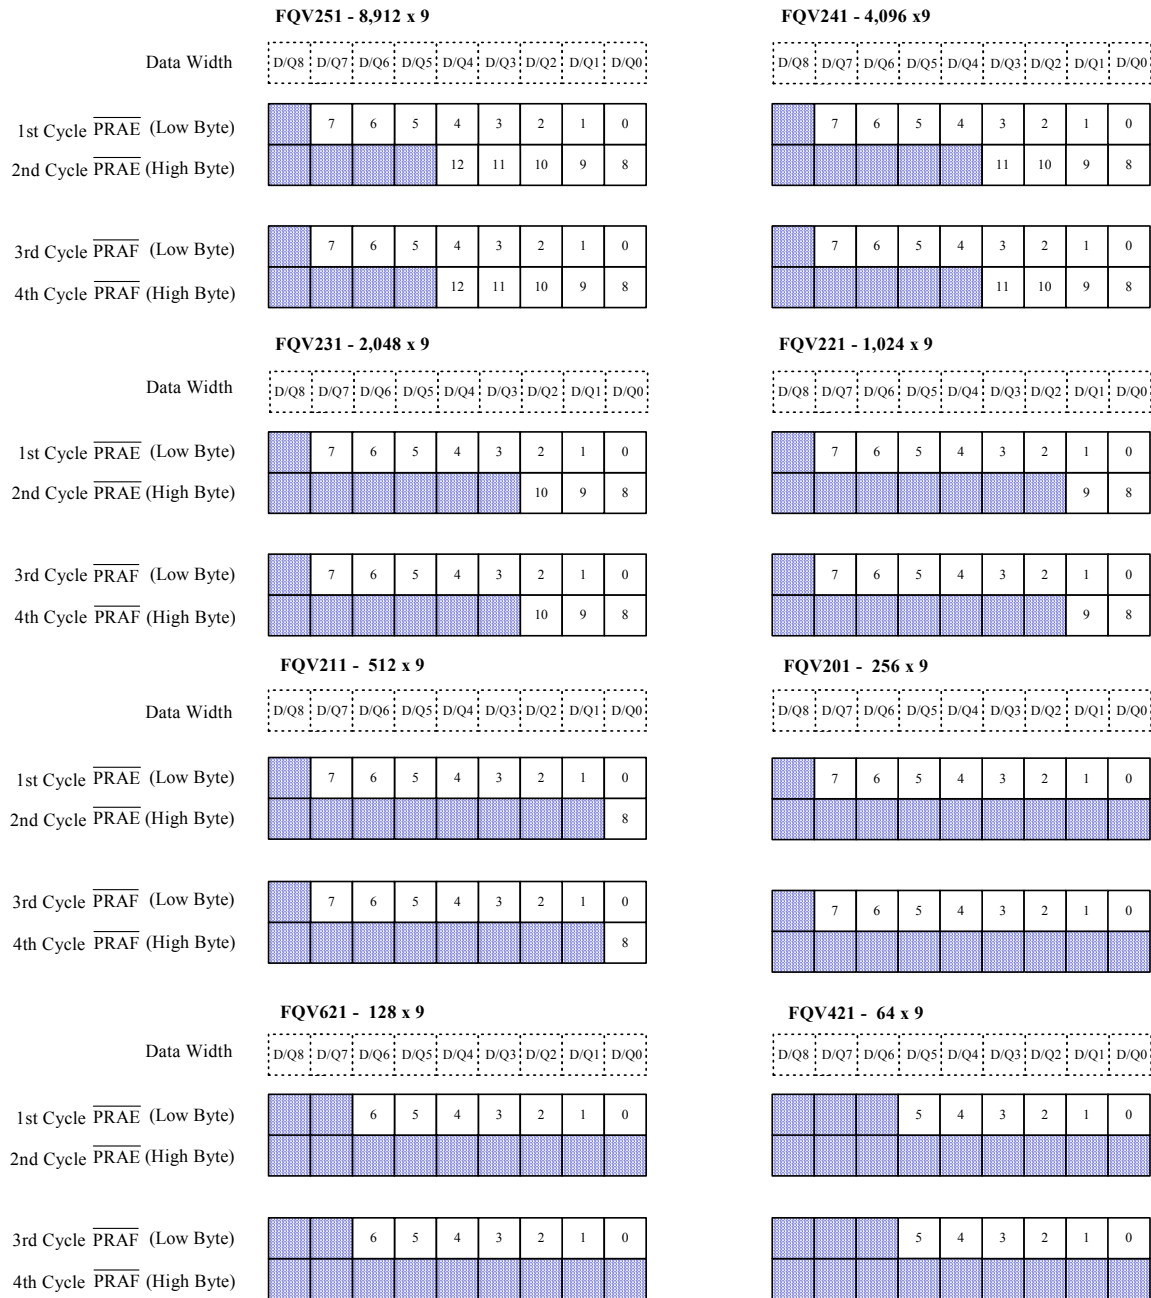 FQV251 - 8,912 x 9 FQV241 - 4,096 x9
Data Width D/Q8 D/Q7 D/Q6 D/Q5 D/Q4 D/Q3 D/Q2 D/Q1 D/Q0 D/Q8 D/Q7 D/Q6 D/Q5 D/Q4 D/Q3 D/Q2 D/Q1 D/Q0
1st Cycle PRAE (Low Byte) 7 6 5 4 3 2 1 0 7 6 5 4 3 2 1 0
2nd Cycle PRAE (High Byte) 12 11 10 9 8 11 10 9 8
3rd Cycle PRAF (Low Byte) 7 6 5 4 3 2 1 0 7 6 5 4 3 2 1 0
4th Cycle PRAF (High Byte) 12 11 10 9 8 11 10 9 8
FQV231 - 2,048 x 9 FQV221 - 1,024 x 9
Data Width D/Q8 D/Q7 D/Q6 D/Q5 D/Q4 D/Q3 D/Q2 D/Q1 D/Q0 D/Q8 D/Q7 D/Q6 D/Q5 D/Q4 D/Q3 D/Q2 D/Q1 D/Q0
1st Cycle PRAE (Low Byte) 7 6 5 4 3 2 1 0 7 6 5 4 3 2 1 0
2nd Cycle PRAE (High Byte) 10 9 8 9 8
3rd Cycle PRAF (Low Byte) 7 6 5 4 3 2 1 0 7 6 5 4 3 2 1 0
4th Cycle PRAF (High Byte) 10 9 8 9 8
FQV211 - 512 x 9 FQV201 - 256 x 9
Data Width D/Q8 D/Q7 D/Q6 D/Q5 D/Q4 D/Q3 D/Q2 D/Q1 D/Q0 D/Q8 D/Q7 D/Q6 D/Q5 D/Q4 D/Q3 D/Q2 D/Q1 D/Q0
1st Cycle PRAE (Low Byte) 7 6 5 4 3 2 1 0 7 6 5 4 3 2 1 0
2nd Cycle PRAE (High Byte) 8
3rd Cycle PRAF (Low Byte) 7 6 5 4 3 2 1 0 7 6 5 4 3 2 1 0
4th Cycle PRAF (High Byte) 8
FQV621 - 128 x 9 FQV421 - 64 x 9
Data Width D/Q8 D/Q7 D/Q6 D/Q5 D/Q4 D/Q3 D/Q2 D/Q1 D/Q0 D/Q8 D/Q7 D/Q6 D/Q5 D/Q4 D/Q3 D/Q2 D/Q1 D/Q0
1st Cycle PRAE (Low Byte) 6 5 4 3 2 1 0 5 4 3 2 1 0
2nd Cycle PRAE (High Byte)
3rd Cycle PRAF (Low Byte) 6 5 4 3 2 1 0 5 4 3 2 1 0
4th Cycle PRAF (High Byte)